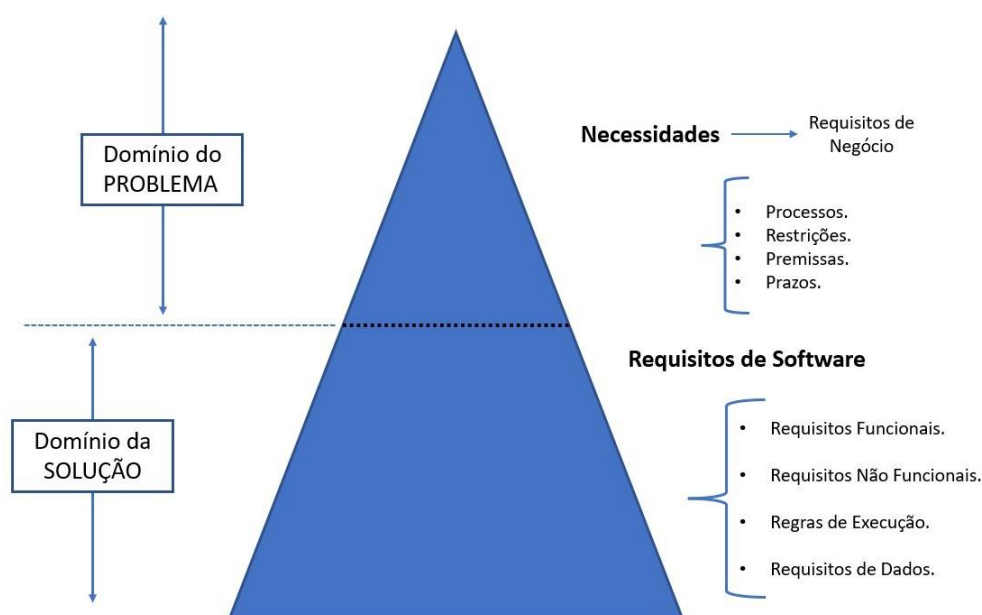 Domínio do
PROBLEMA
Necessidades
Requisitos de
Negócio
• Processos.
• Restrições.
• Premissas.
• Prazos.
Requisitos de Software
Domínio da
SOLUÇÃO
• Requisitos Funcionais.
• Requisitos Não Funcionais.
• Regras de Execução.
• Requisitos de Dados.